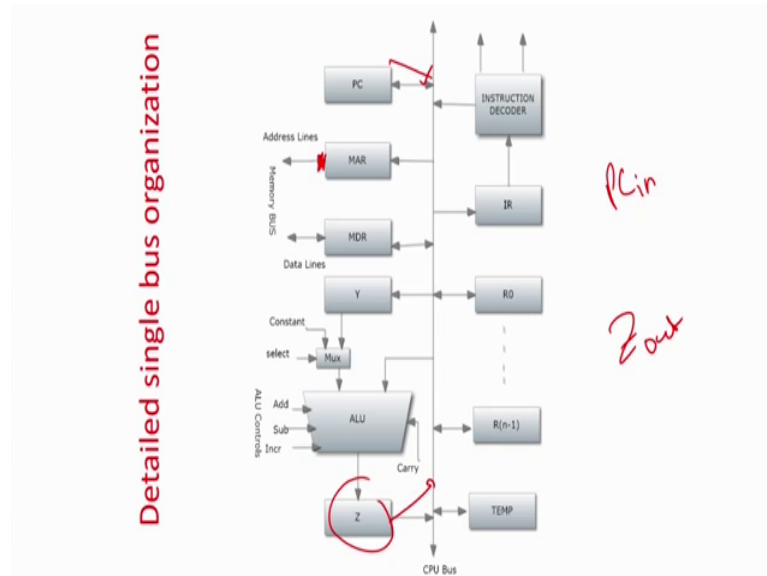 Detailed single bus organization
PC
INSTRUCTION
DECODER
Address Lines
MAR
Memory BUS
IR
PCin
MDR
Data Lines
Y
R0
Constant
select
Mux
Zout
ALU Controls
Add
Sub
Incr
ALU
R(n-1)
Carry
Z
TEMP
CPU Bus